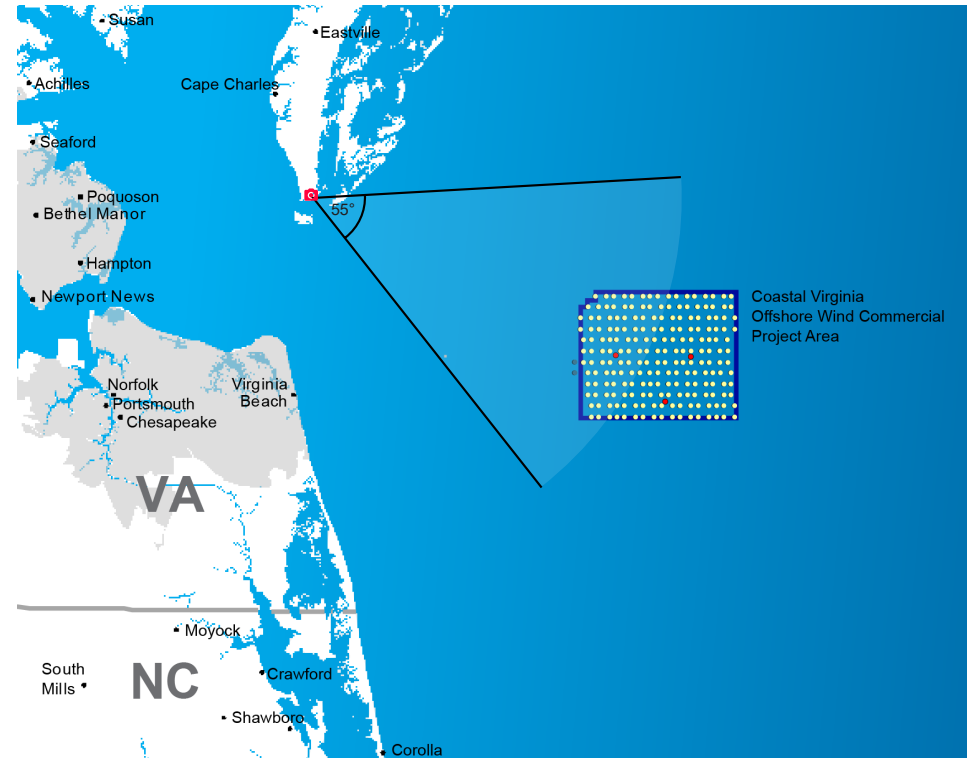 Susan
Eastville
Achilles
Cape Charles
Seaford
Poquoson
Bethel Manor
55°
Hampton
Newport News
Coastal Virginia
Offshore Wind Commercial
Project Area
Norfolk
Portsmouth
Chesapeake
Virginia
Beach
VA
Moyock
South
Mills
NC
Crawford
Shawboro
Corolla